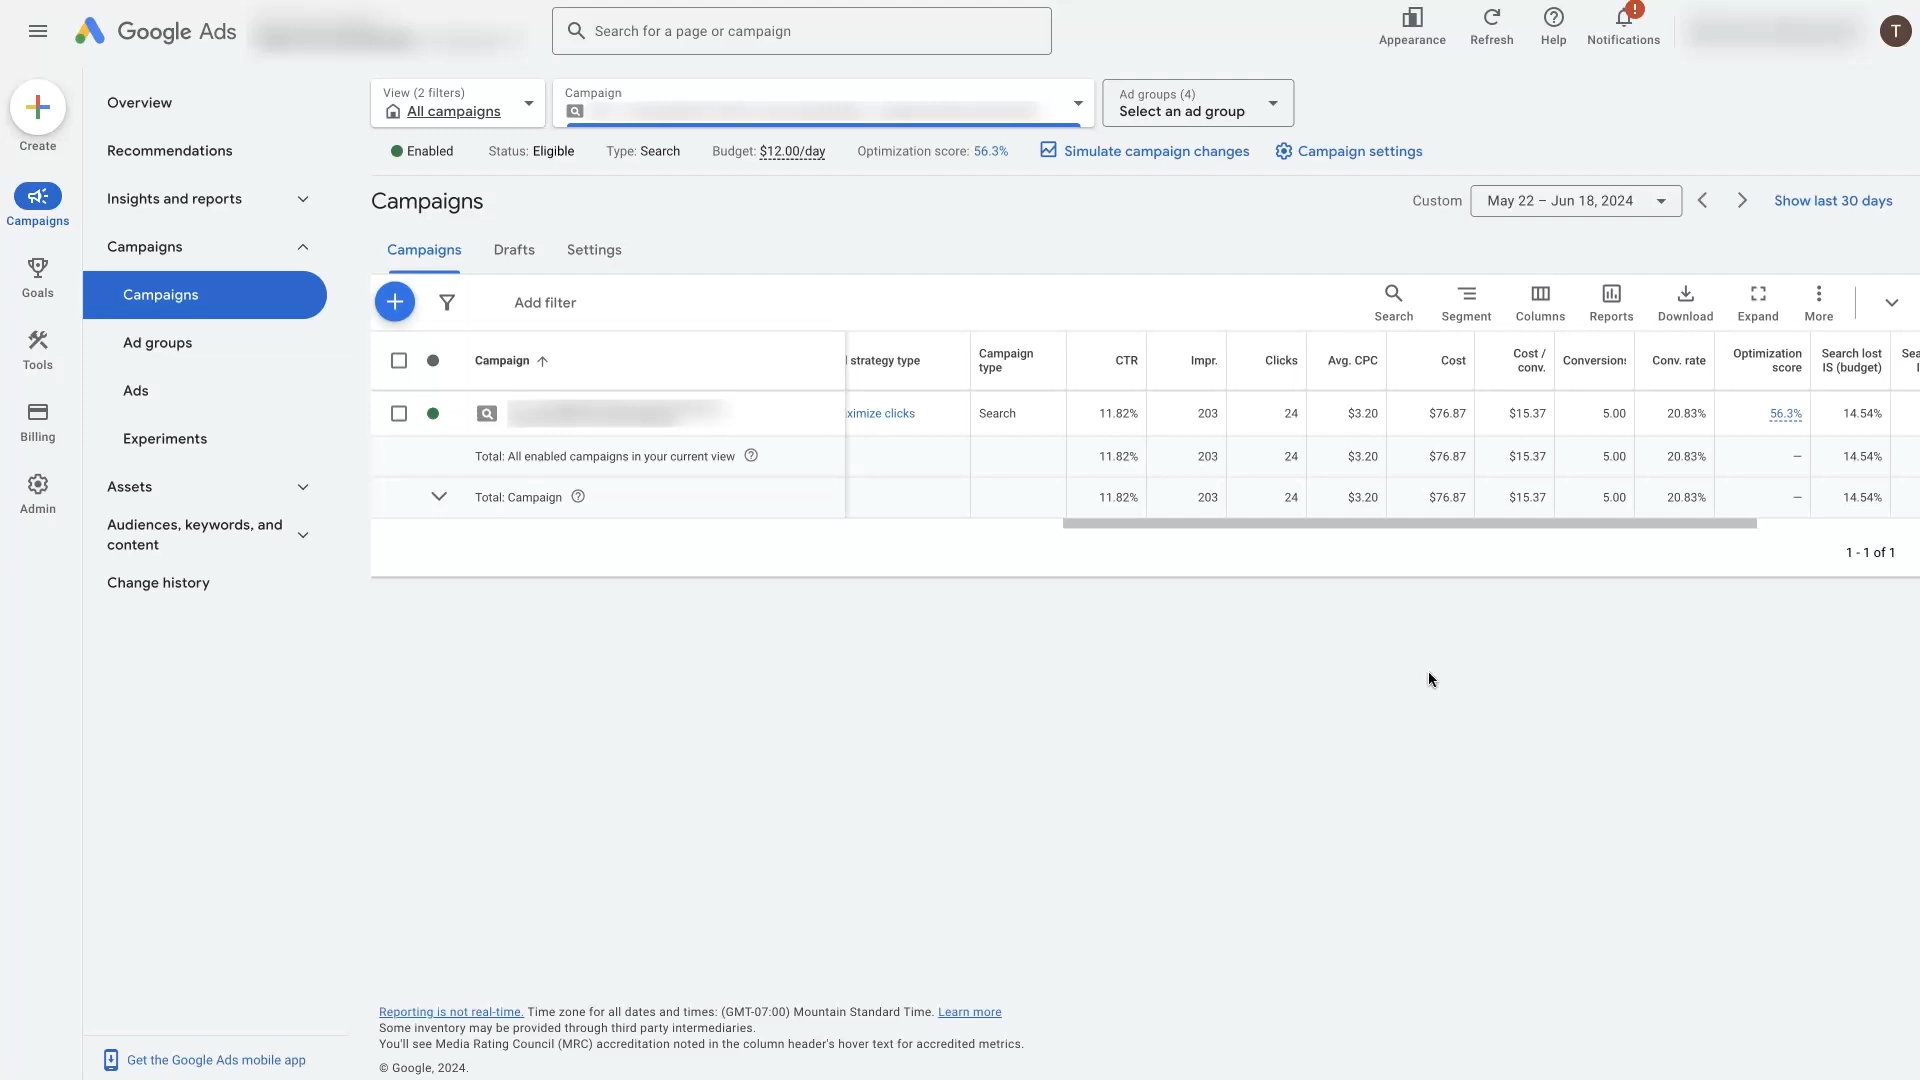 Google Ads
Search for a page or campaign
Appearance
Refresh
Help
Notifications
!
T
Create
Campaigns
Goals
Tools
Billing
Admin
Overview
Recommendations
Insights and reports
Campaigns
Campaigns
Ad groups
Ads
Experiments
Assets
Audiences, keywords, and
content
Change history
Get the Google Ads mobile app
View (2 filters)
All campaigns
Campaign
Ad groups (4)
Select an ad group
Enabled Status: Eligible Type: Search Budget: $12.00/day Optimization score: 56.3% Simulate campaign changes Campaign settings
Campaigns
Custom May 22 – Jun 18, 2024 Show last 30 days
Campaigns Drafts Settings
Add filter
Search Segment Columns Reports Download Expand More
Campaign strategy type Campaign type CTR Impr. Clicks Avg. CPC Cost Cost / conv. Conversions Conv. rate Optimization score Search lost IS (budget) Sea
ximize clicks Search 11.82% 203 24 $3.20 $76.87 $15.37 5.00 20.83% 56.3% 14.54%
Total: All enabled campaigns in your current view 11.82% 203 24 $3.20 $76.87 $15.37 5.00 20.83% – 14.54%
Total: Campaign 11.82% 203 24 $3.20 $76.87 $15.37 5.00 20.83% – 14.54%
1 - 1 of 1
Reporting is not real-time. Time zone for all dates and times: (GMT-07:00) Mountain Standard Time. Learn more
Some inventory may be provided through third party intermediaries.
You'll see Media Rating Council (MRC) accreditation noted in the column header's hover text for accredited metrics.
© Google, 2024.